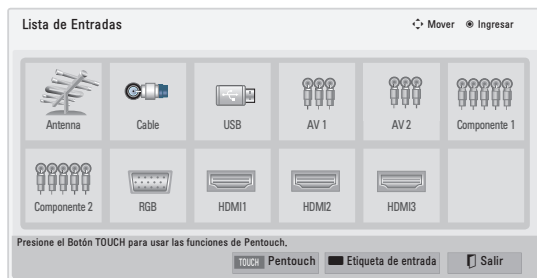 Lista de Entradas
Mover Ingresar
Antenna Cable USB AV 1 AV 2 Componente 1
Componente 2 RGB HDMI1 HDMI2 HDMI3
Presione el Botón TOUCH para usar las funciones de Pentouch.
TOUCH Pentouch Etiqueta de entrada Salir